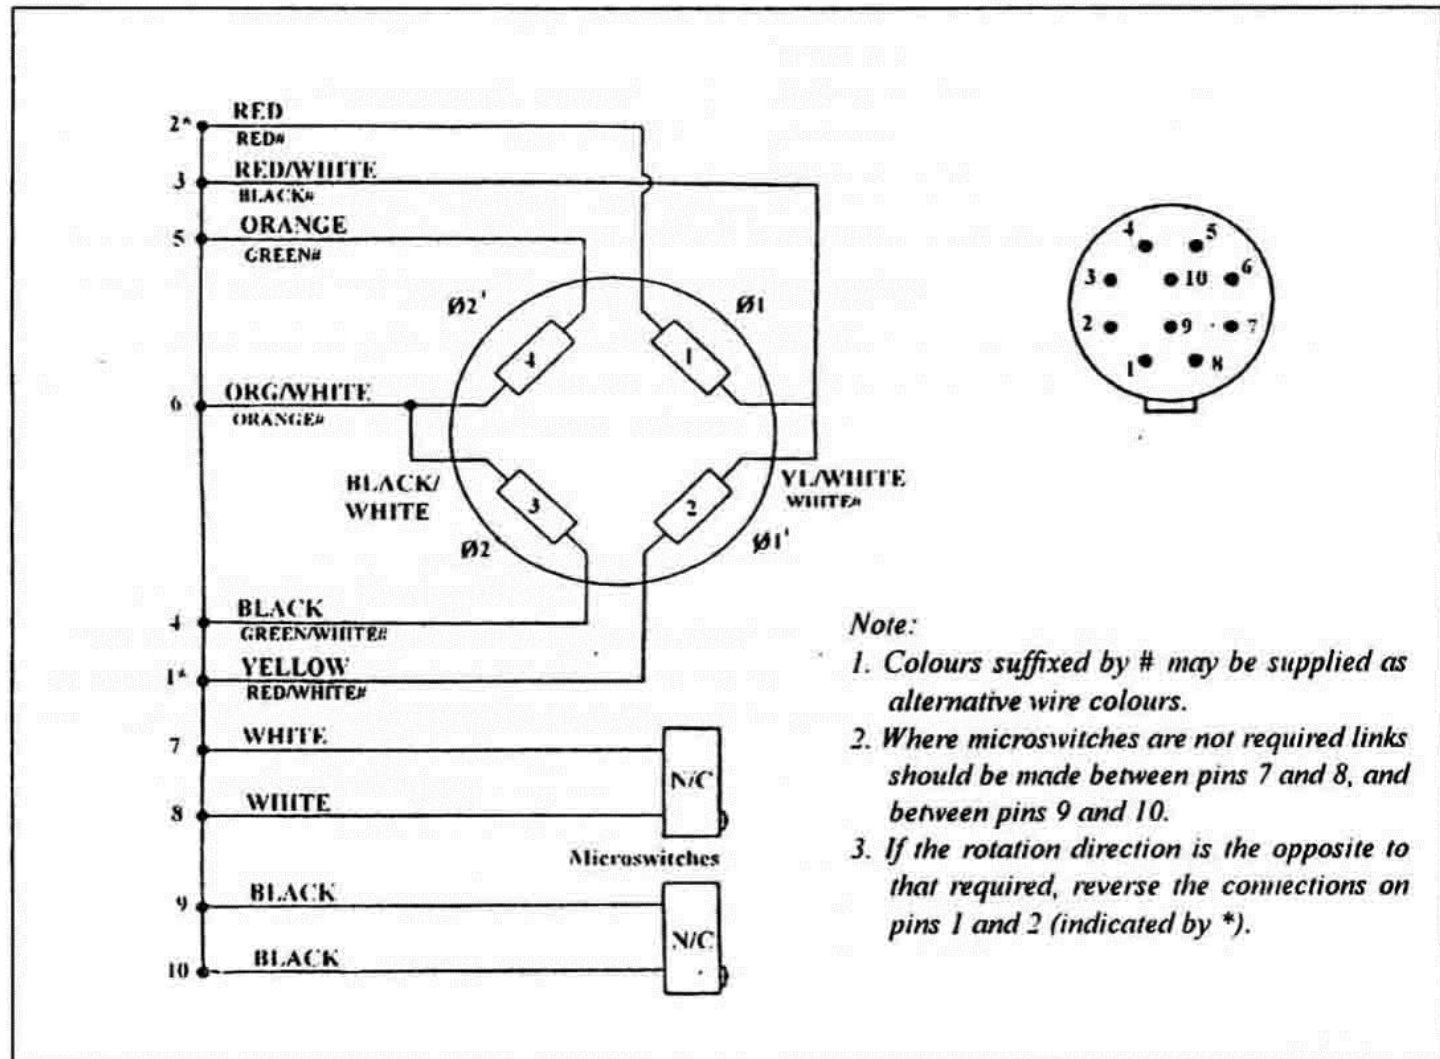 2* RED
RED#
3 RED/WHITE
BLACK#
5 ORANGE
GREEN#
Ø2' Ø1
4 1
6 ORG/WHITE
ORANGE#
BLACK/
WHITE
3 2
YL/WHITE
WHITE#
Ø2 Ø1'
4 BLACK
GREEN/WHITE#
1* YELLOW
RED/WHITE#
7 WHITE
N/C
8 WHITE
Microswitches
9 BLACK
N/C
10 BLACK
4 5
3 10 6
2 9 7
1 8
Note:
1. Colours suffixed by # may be supplied as
alternative wire colours.
2. Where microswitches are not required links
should be made between pins 7 and 8, and
between pins 9 and 10.
3. If the rotation direction is the opposite to
that required, reverse the connections on
pins 1 and 2 (indicated by *).